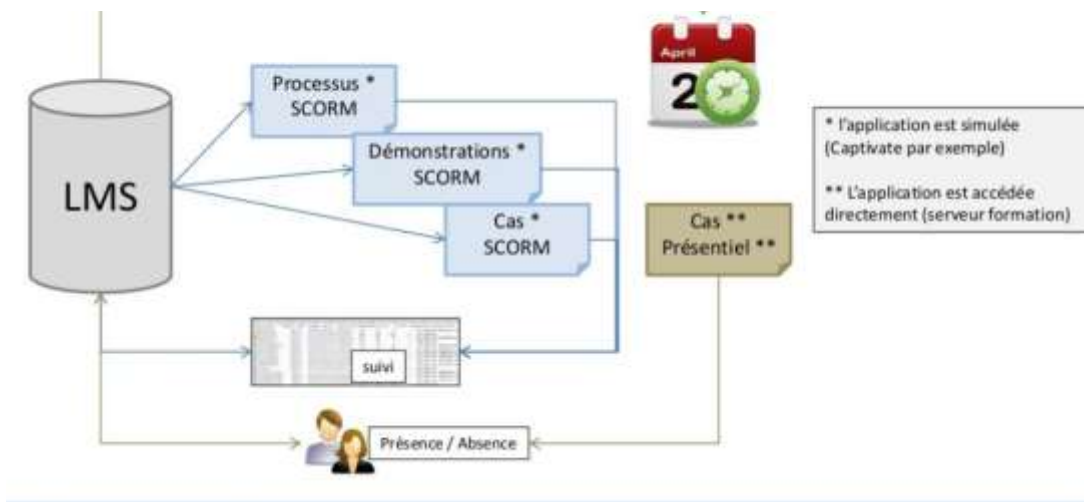 April
2
LMS
Processus *
SCORM
Démonstrations *
SCORM
Cas *
SCORM
Cas **
Présentiel **
* l'application est simulée
(Captivate par exemple)
** L'application est accédée
directement (serveur formation)
suivi
Présence / Absence